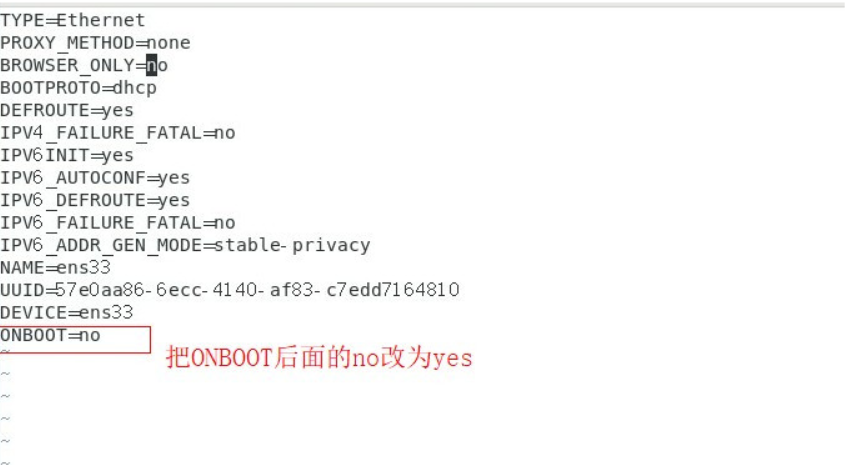 TYPE=Ethernet
PROXY_METHOD=none
BROWSER_ONLY=no
BOOTPROTO=dhcp
DEFROUTE=yes
IPV4_FAILURE_FATAL=no
IPV6INIT=yes
IPV6_AUTOCONF=yes
IPV6_DEFROUTE=yes
IPV6_FAILURE_FATAL=no
IPV6_ADDR_GEN_MODE=stable-privacy
NAME=ens33
UUID=57e0aa86-6ecc-4140-af83-c7edd7164810
DEVICE=ens33
ONBOOT=no
把ONBOOT后面的no改为yes
~
~
~
~
~
~